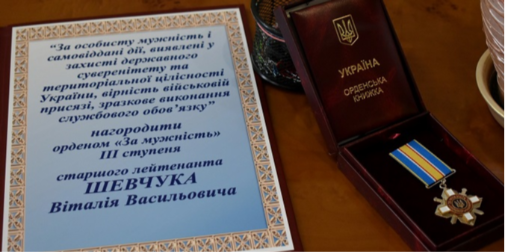 “За особисту мужність і
самовіддані дії, виявлені у
захисті державного
суверенітету та
територіальної цілісності
України, вірність військовій
присязі, зразкове виконання
службового обов’язку”
нагородити
орденом «За мужність»
ІІІ ступеня
старшого лейтенанта
ШЕВЧУКА
Віталія Васильовича
УКРАЇНА
ОРДЕНСЬКА
КНИЖКА